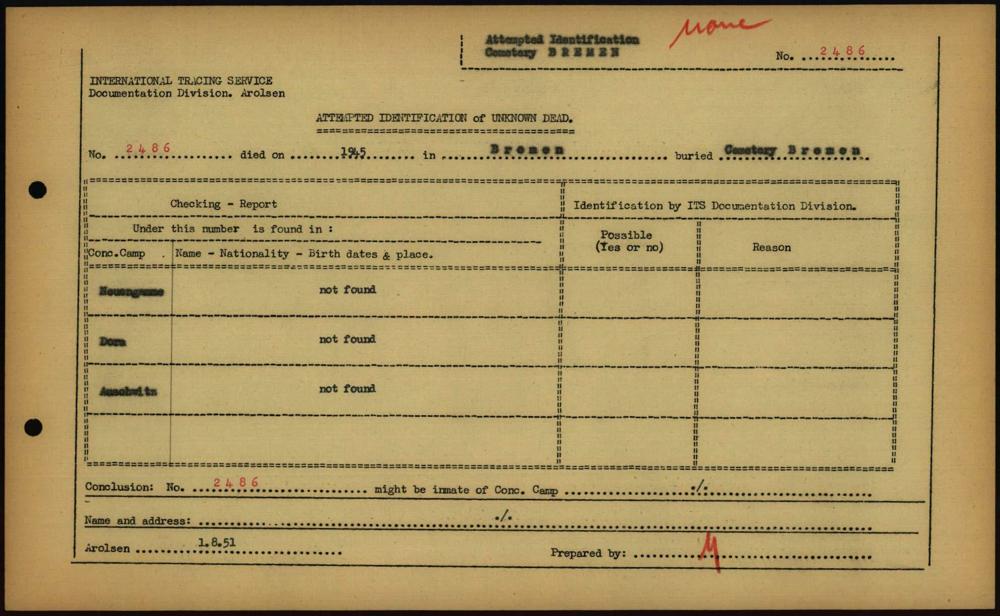 none
Attempted Identification
Cemetary BREMEN
No. ..2486......
INTERNATIONAL TRACING SERVICE
Documentation Division. Arolsen
ATTEMPTED IDENTIFICATION of UNKNOWN DEAD.
No. ..2486.......... died on ........1945....... in ........Bremen.............. buried Cemetary Bremen.
Checking - Report
Identification by ITS Documentation Division.
Under this number is found in :
Possible
(Yes or no)
Reason
Conc.Camp . Name - Nationality - Birth dates & place.
Neuengamme not found
Dora not found
Auschwitz not found
Conclusion: No. ....2486................ might be inmate of Conc. Camp ....................·/·.........................
Name and address: ..............................................·/·.......................................................
Arolsen .........1.8.51...............
Prepared by: .........M....................